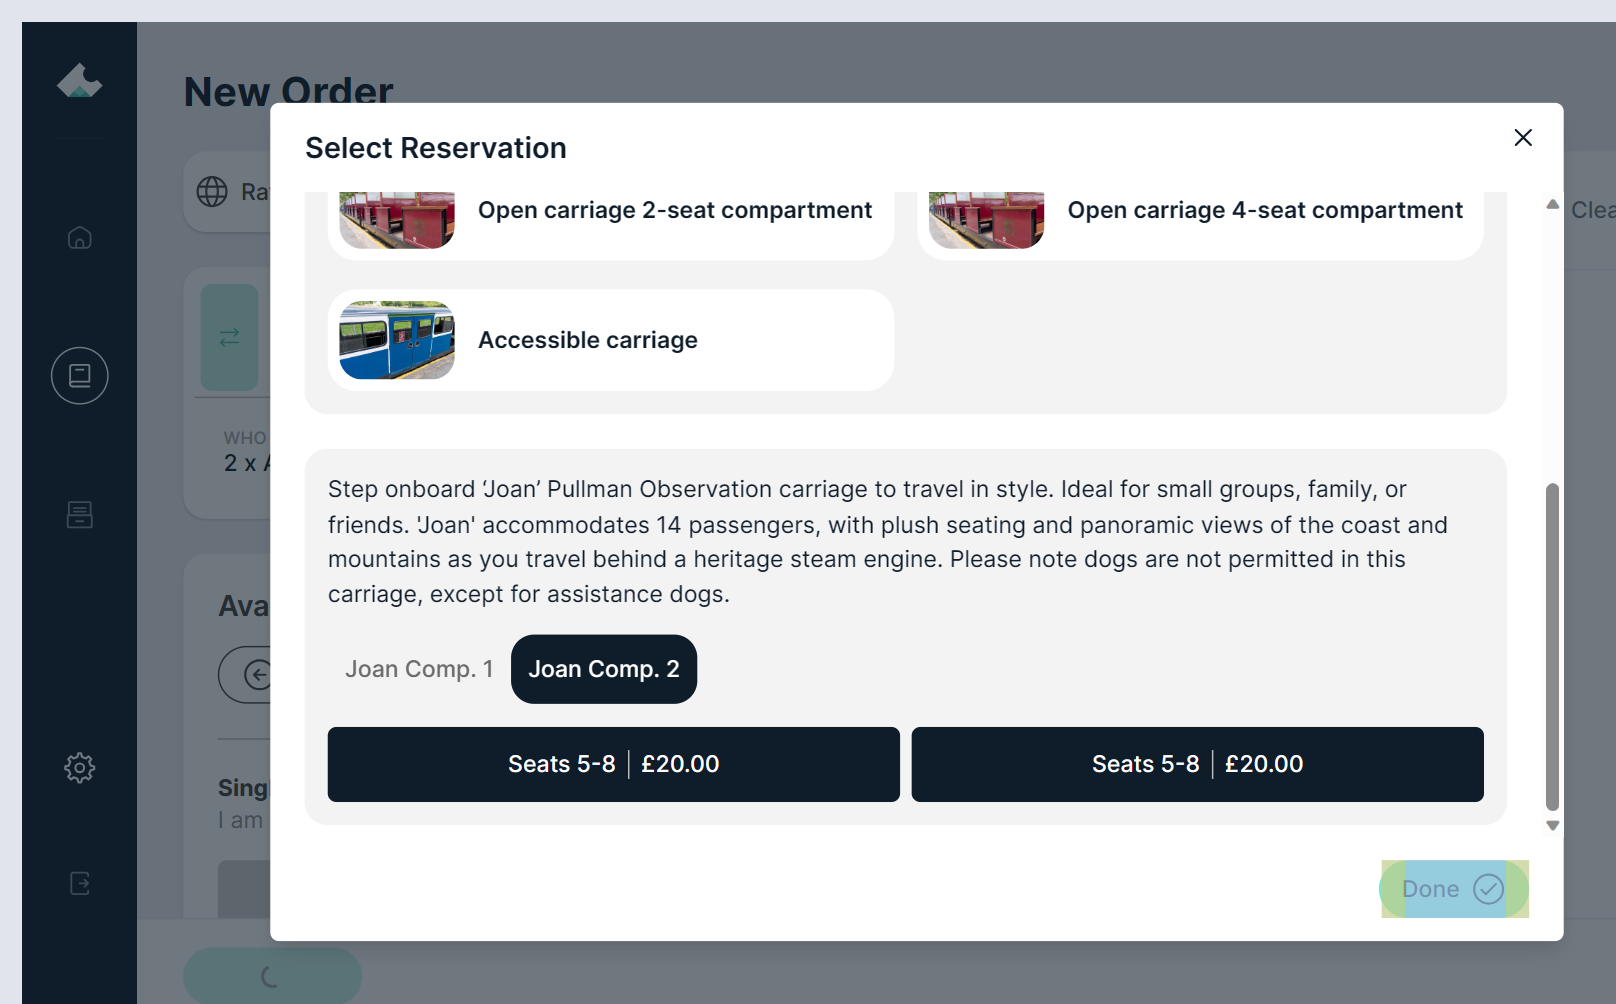 New Order
Select Reservation
Open carriage 2-seat compartment
Open carriage 4-seat compartment
Accessible carriage
WHO
2 x
Step onboard ‘Joan’ Pullman Observation carriage to travel in style. Ideal for small groups, family, or
friends. 'Joan' accommodates 14 passengers, with plush seating and panoramic views of the coast and
mountains as you travel behind a heritage steam engine. Please note dogs are not permitted in this
carriage, except for assistance dogs.
Joan Comp. 1
Joan Comp. 2
Seats 5-8 | £20.00
Seats 5-8 | £20.00
I am
Done